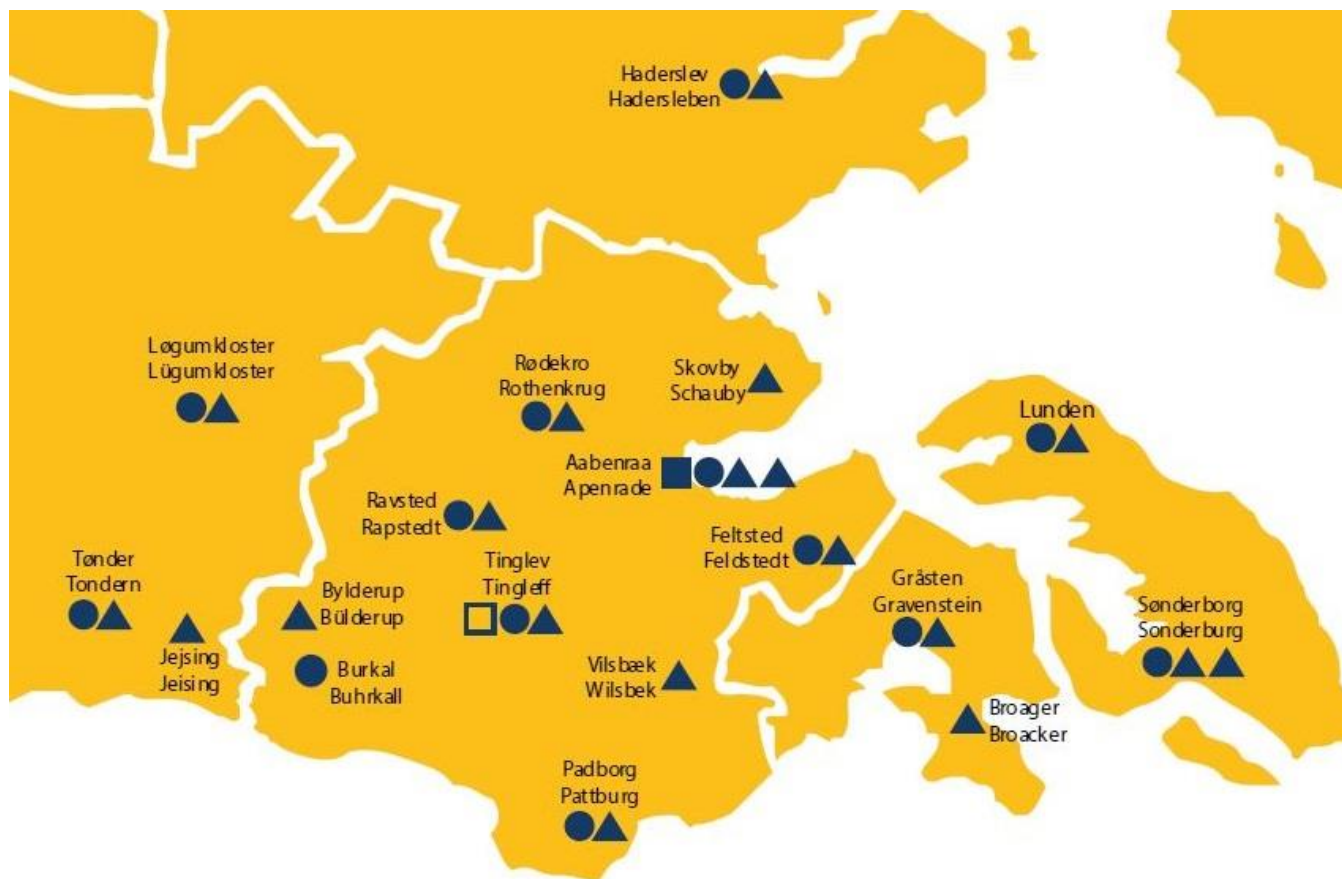 Haderslev
Hadersleben
Løgumkloster
Lügumkloster
Rødekro
Rothenkrug
Skovby
Schauby
Lunden
Aabenraa
Apenrade
Ravsted
Rapstedt
Feltsted
Feldstedt
Tønder
Tondern
Tinglev
Tingleff
Bylderup
Bülderup
Gråsten
Gravenstein
Sønderborg
Sonderburg
Jejsing
Jeising
Burkal
Buhrkall
Vilsbæk
Wilsbek
Broager
Broacker
Padborg
Pattburg